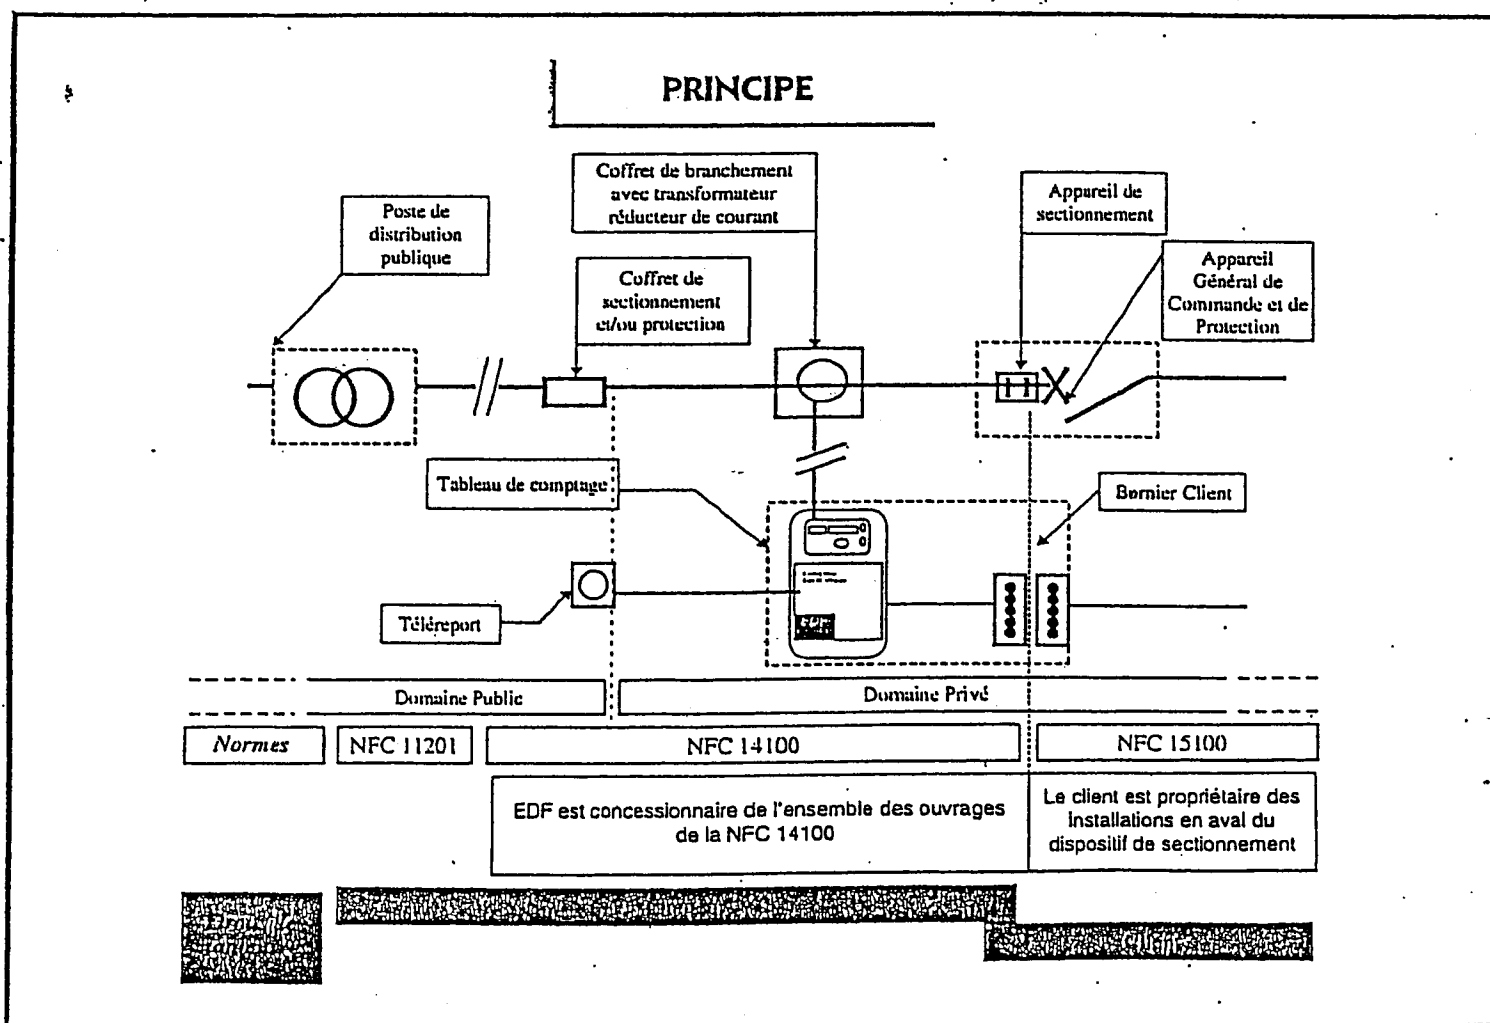 PRINCIPE
Coffret de branchement
avec transformateur
réducteur de courant
Appareil de
sectionnement
Poste de
distribution
publique
Coffret de
sectionnement
et/ou protection
Appareil
Général de
Commande et de
Protection
Tableau de comptage
Bornier Client
Téléreport
Domaine Public
Domaine Privé
Normes
NFC 11201
NFC 14100
NFC 15100
EDF est concessionnaire de l'ensemble des ouvrages
de la NFC 14100
Le client est propriétaire des
Installations en aval du
dispositif de sectionnement
Client